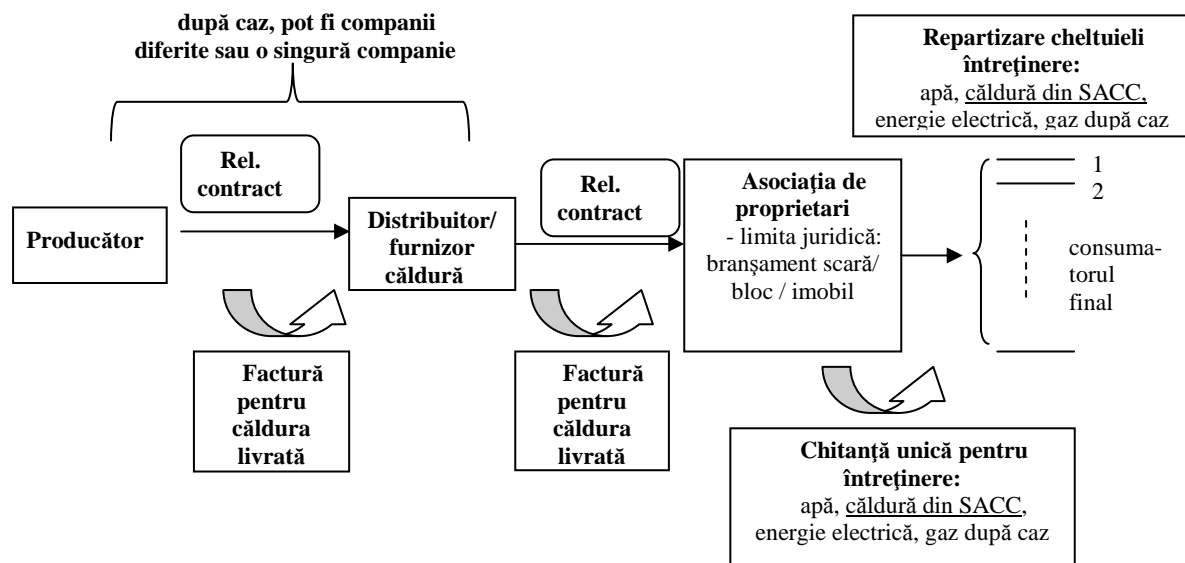 după caz, pot fi companii
diferite sau o singură companie
Repartizare cheltuieli
întreţinere:
apă, căldură din SACC,
energie electrică, gaz după caz
Rel.
contract
Rel.
contract
Producător
Distribuitor/
furnizor
căldură
Asociaţia de
proprietari
- limita juridică:
branşament scară/
bloc / imobil
1
2
consuma-
torul
final
Factură
pentru
căldura
livrată
Factură
pentru
căldura
livrată
Chitanţă unică pentru
întreţinere:
apă, căldură din SACC,
energie electrică, gaz după caz